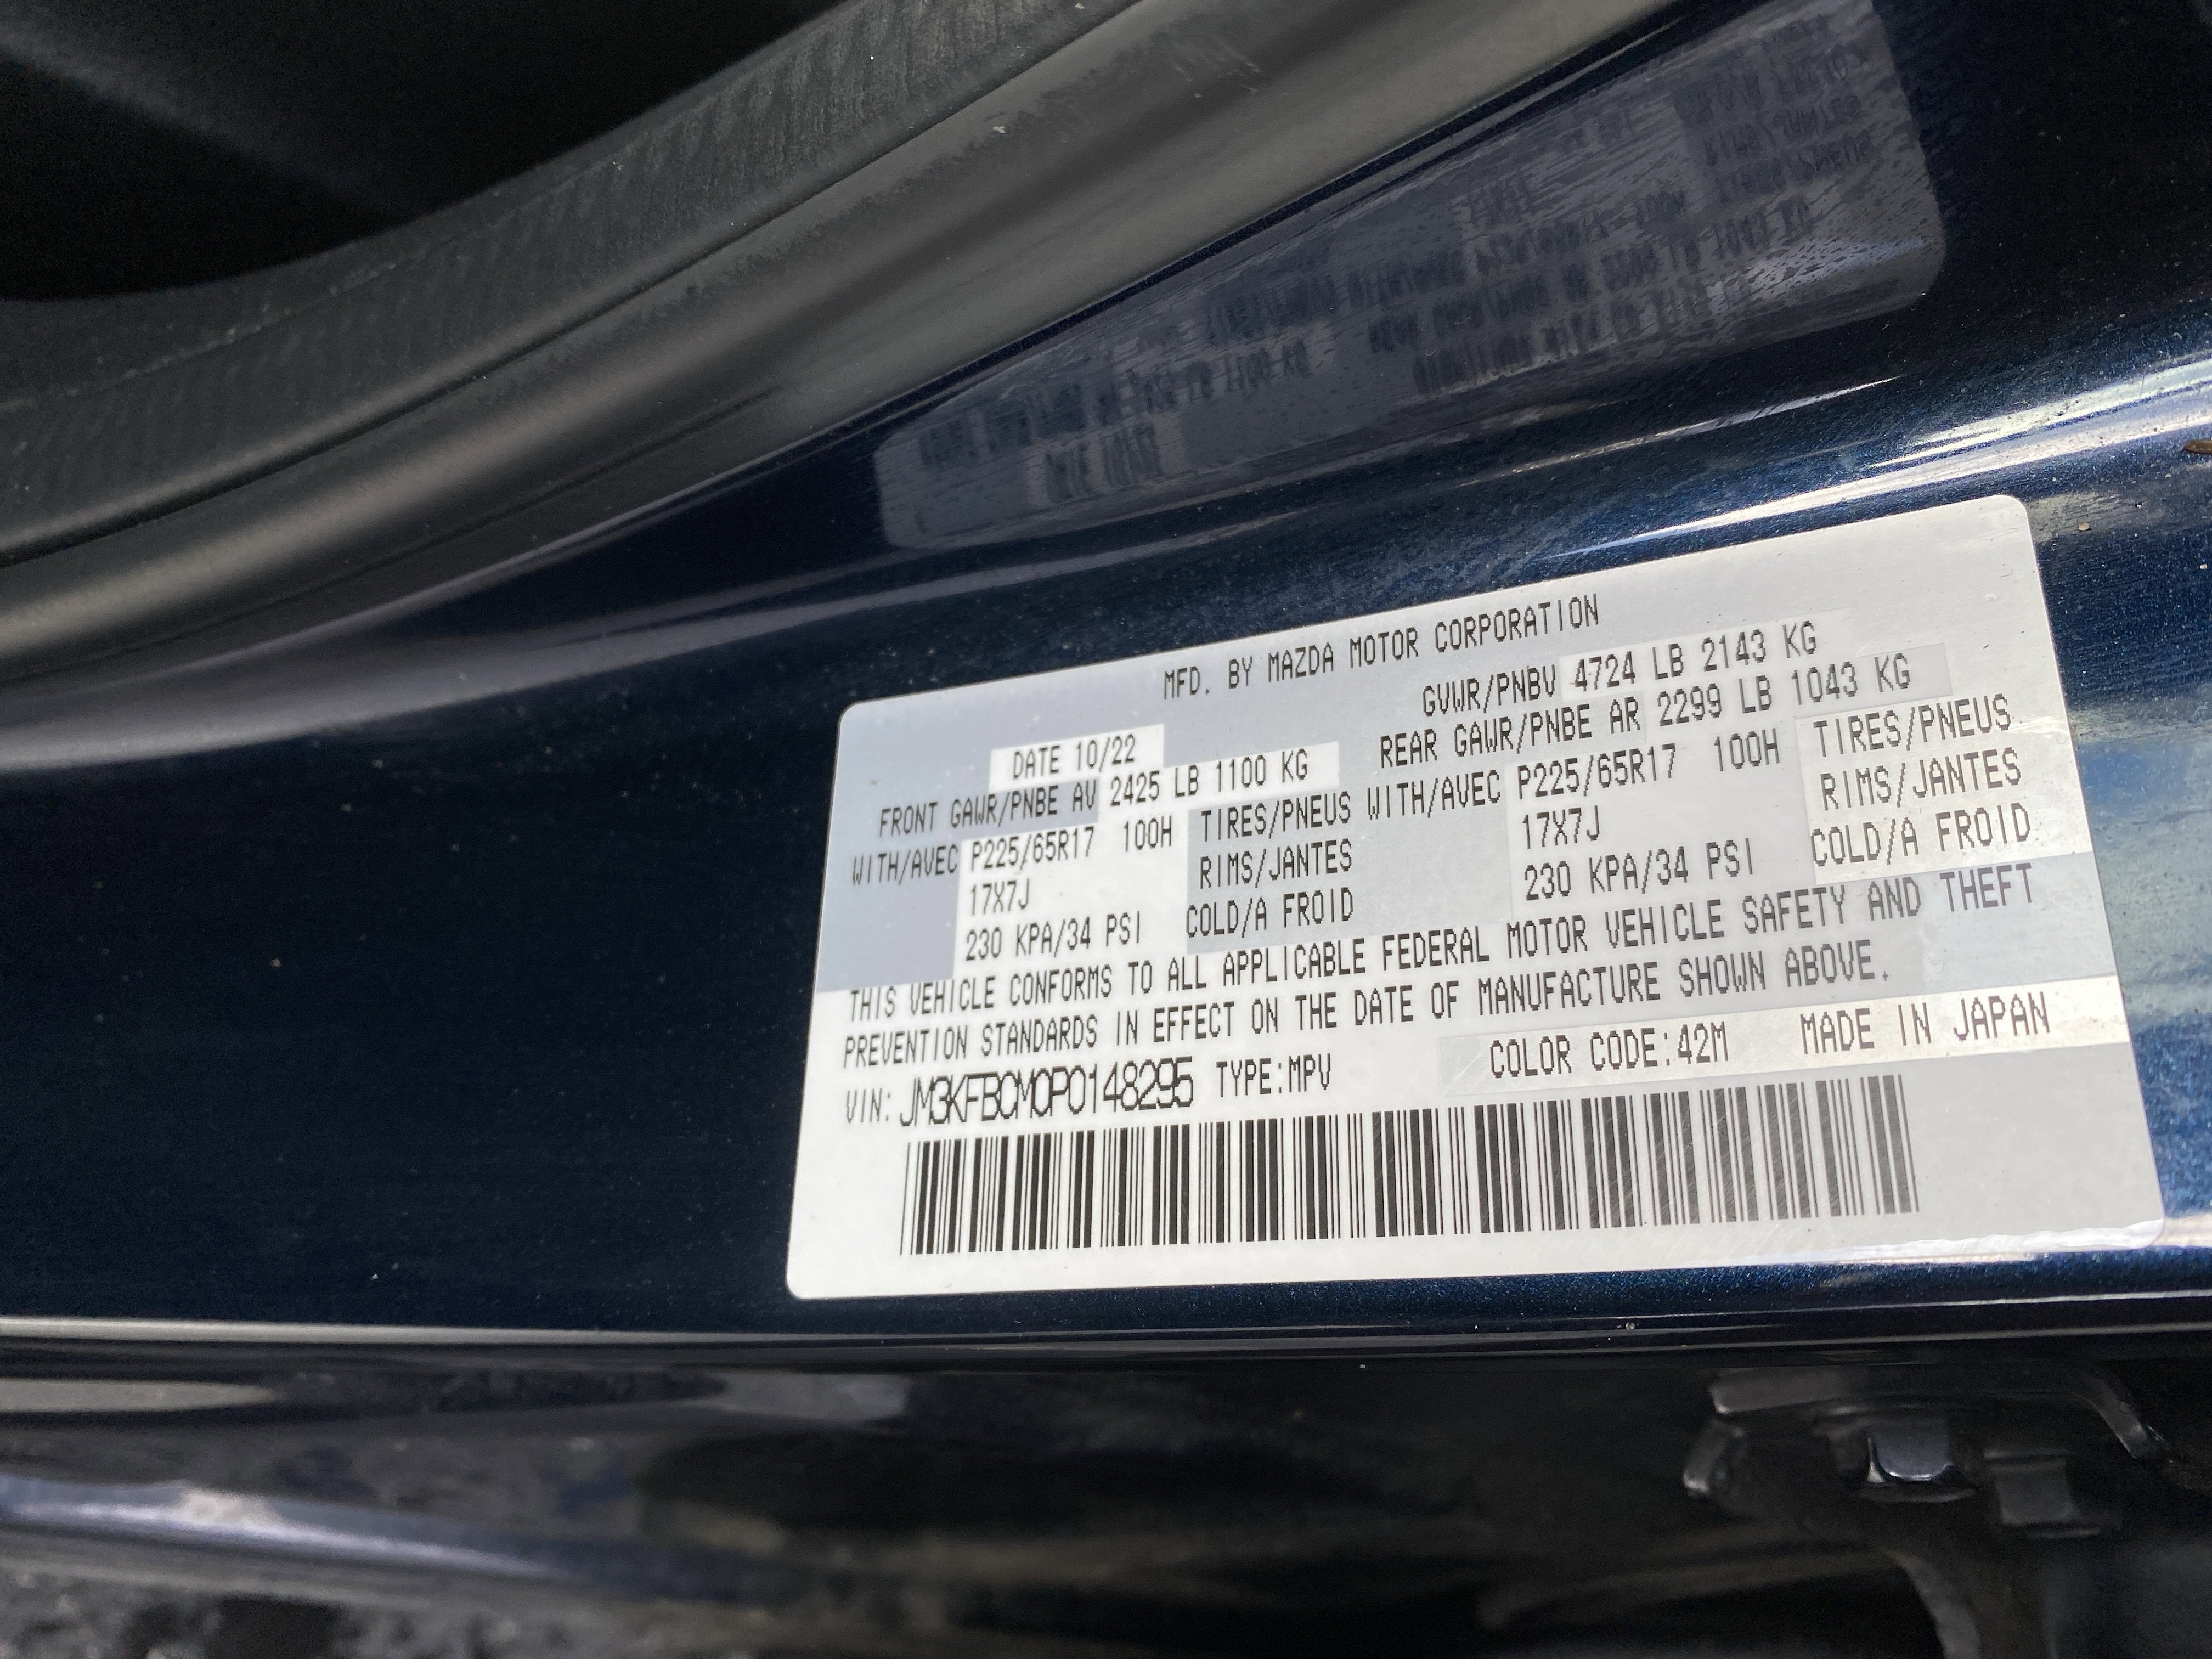 MFD. BY MAZDA MOTOR CORPORATION
DATE 10/22 GVWR/PNBV 4724 LB 2143 KG
FRONT GAWR/PNBE AV 2425 LB 1100 KG REAR GAWR/PNBE AR 2299 LB 1043 KG
WITH/AVEC P225/65R17 100H TIRES/PNEUS WITH/AVEC P225/65R17 100H TIRES/PNEUS
17X7J RIMS/JANTES 17X7J RIMS/JANTES
230 KPA/34 PSI COLD/A FROID 230 KPA/34 PSI COLD/A FROID
THIS VEHICLE CONFORMS TO ALL APPLICABLE FEDERAL MOTOR VEHICLE SAFETY AND THEFT
PREVENTION STANDARDS IN EFFECT ON THE DATE OF MANUFACTURE SHOWN ABOVE.
VIN: JM3KFBCM0P0148295 TYPE:MPV COLOR CODE:42M MADE IN JAPAN